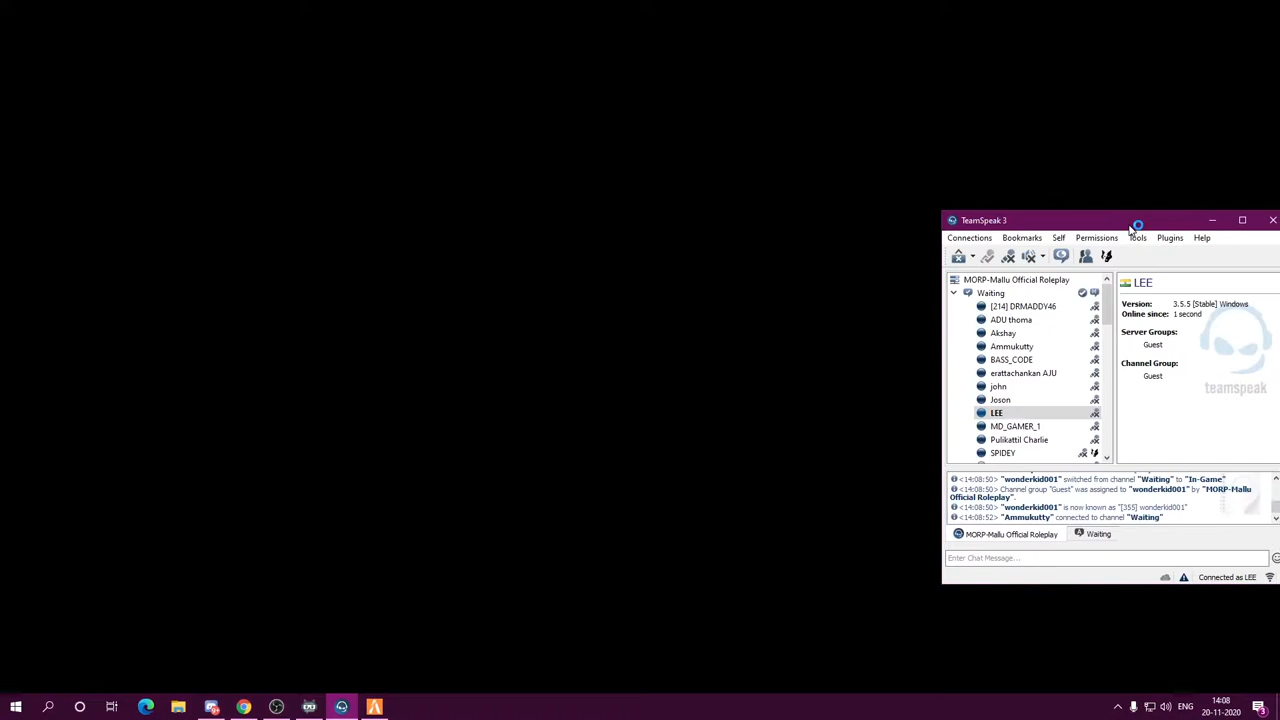 TeamSpeak 3
Connections Bookmarks Self Permissions Tools Plugins Help
MORP-Mallu Official Roleplay
Waiting
[214] DRMADDY46
ADU thoma
Akshay
Ammukutty
BASS_CODE
erattachankan AJU
john
Joson
LEE
MD_GAMER_1
Pulikattil Charlie
SPIDEY
LEE
Version: 3.5.5 [Stable] Windows
Online since: 1 second
Server Groups:
Guest
Channel Group:
Guest
teamspeak
<14:08:50> "wonderkid001" switched from channel "Waiting" to "In-Game"
<14:08:50> Channel group "Guest" was assigned to "wonderkid001" by "MORP-Mallu
Official Roleplay".
<14:08:50> "wonderkid001" is now known as "[355] wonderkid001"
<14:08:52> "Ammukutty" connected to channel "Waiting"
MORP-Mallu Official Roleplay Waiting
Enter Chat Message...
Connected as LEE
ENG
14:08
20-11-2020
3